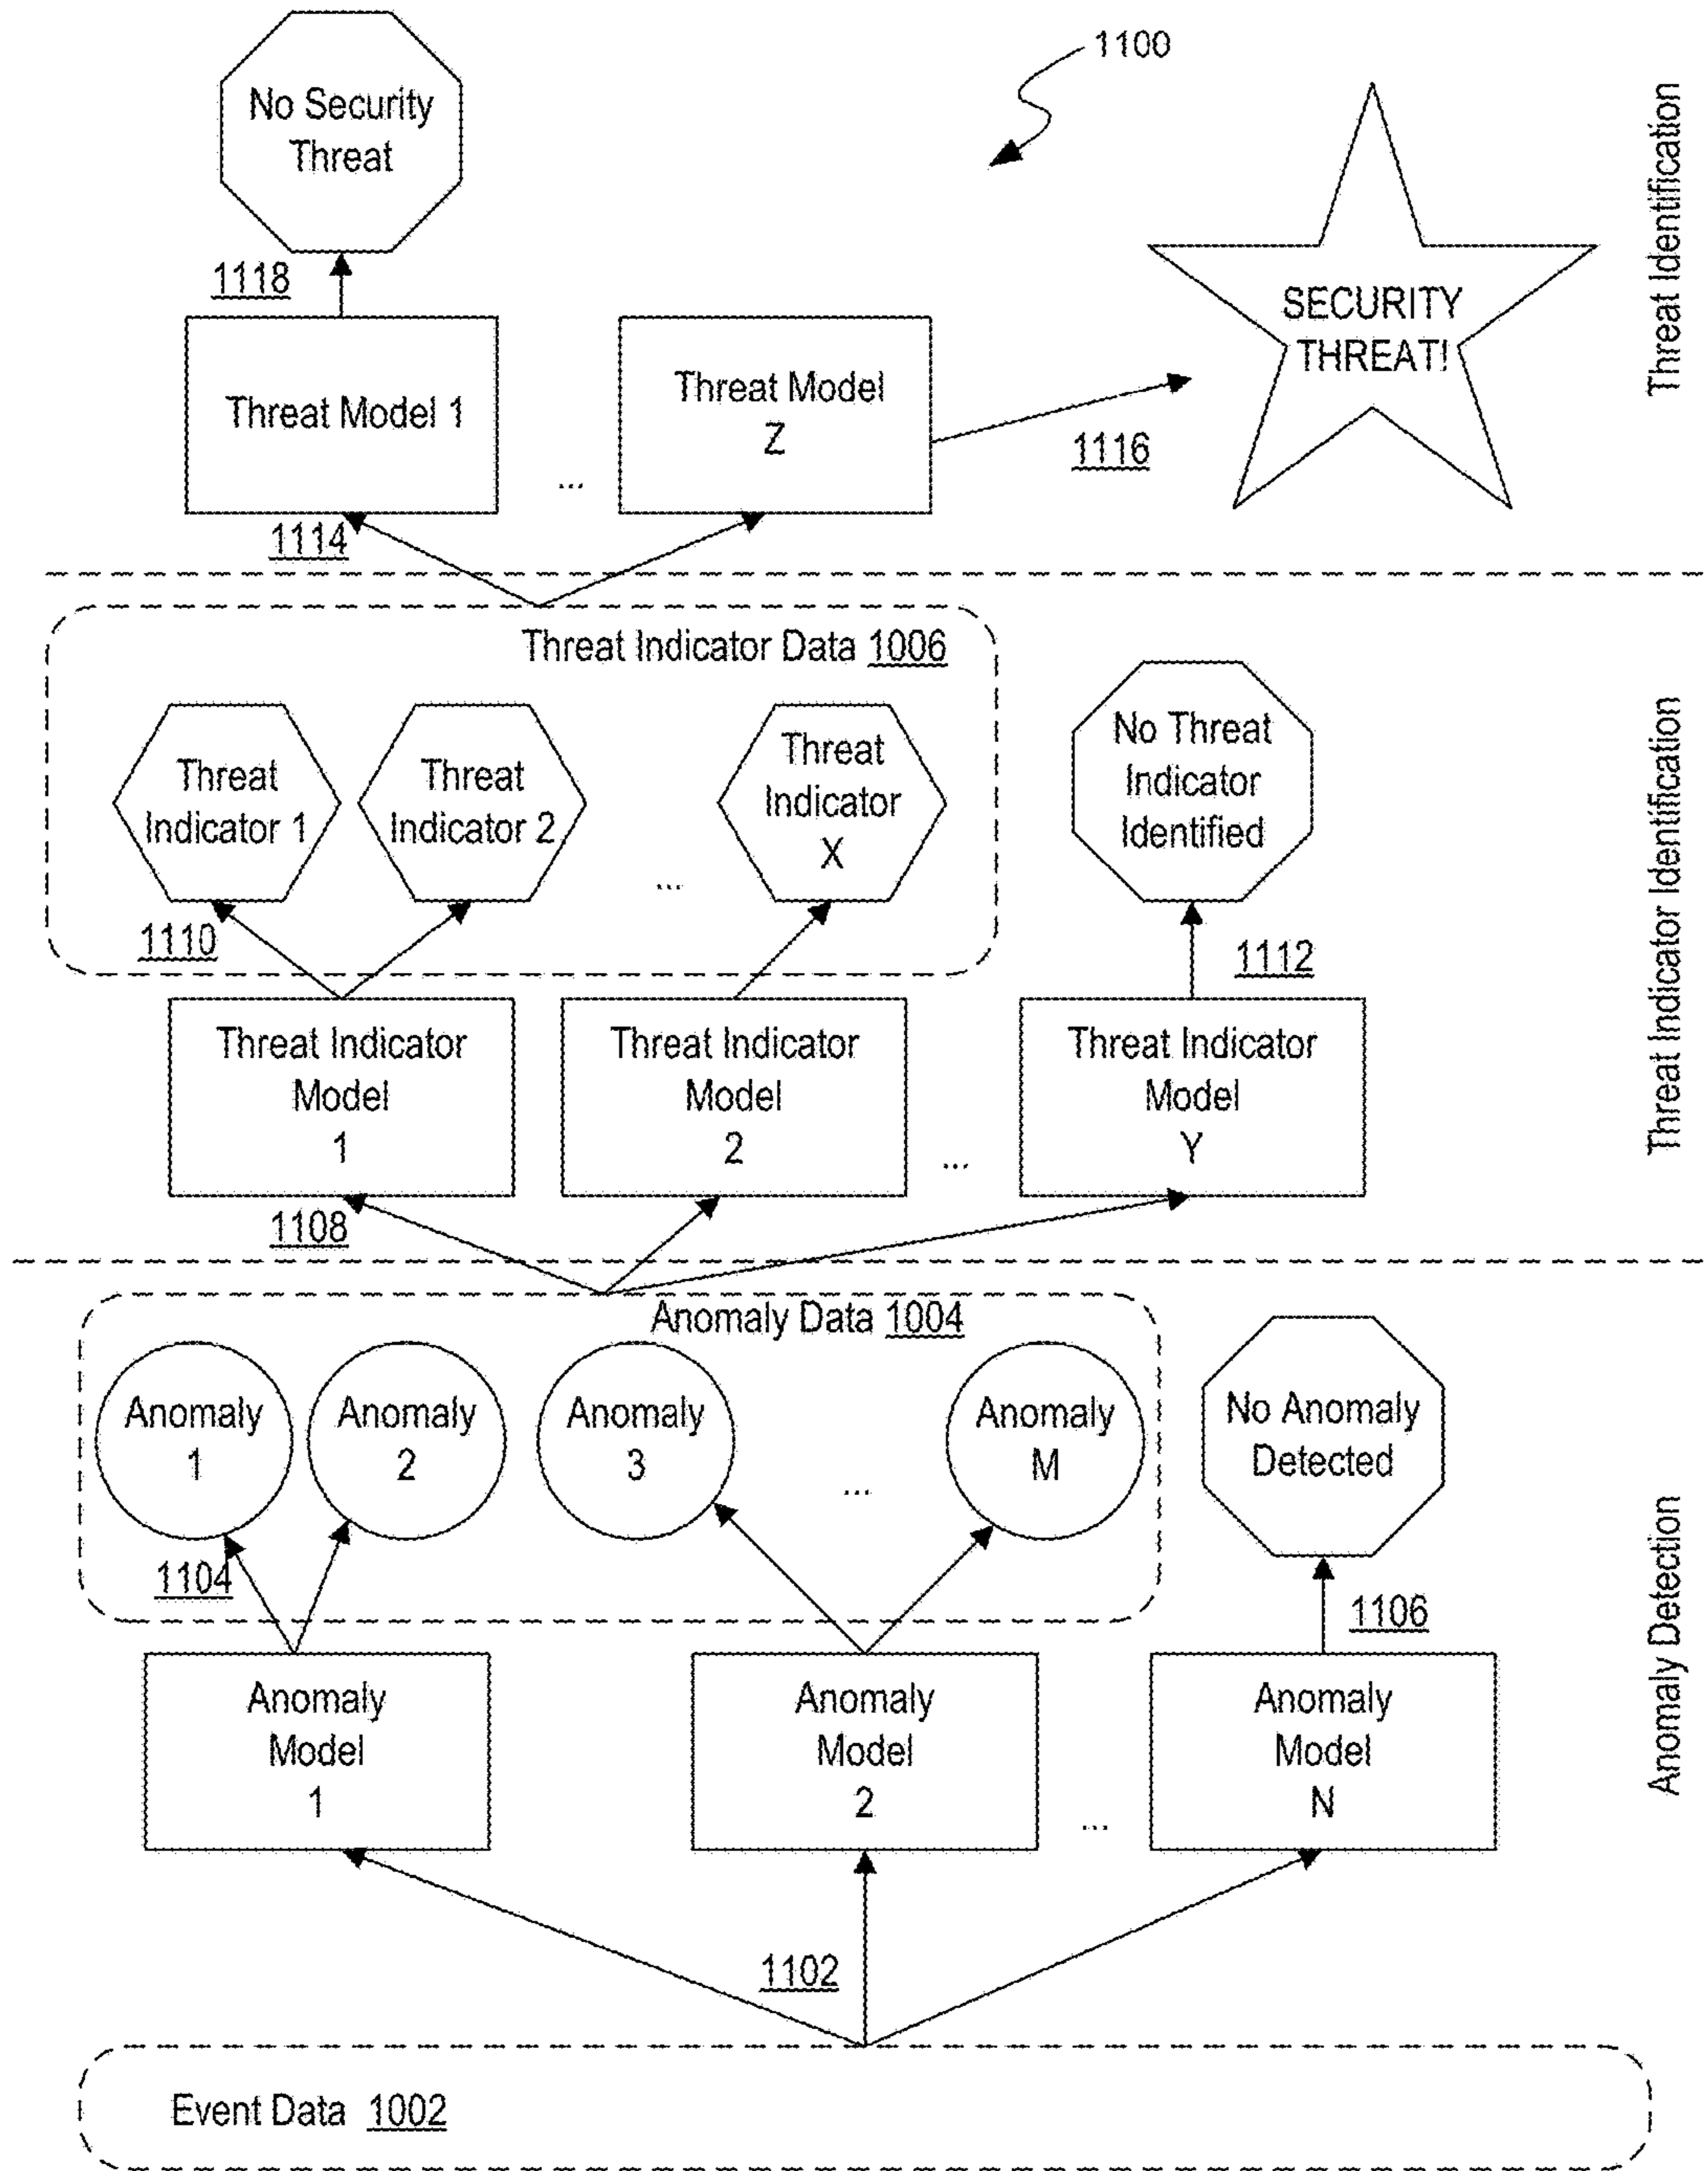 1100
No Security
Threat
SECURITY
THREAT!
Threat Identification
1118
Threat Model 1
...
Threat Model
Z
1116
1114
Threat Indicator Data 1006
Threat
Indicator 1
Threat
Indicator 2
...
Threat
Indicator
X
No Threat
Indicator
Identified
Threat Indicator Identification
1110
1112
Threat Indicator
Model
1
Threat Indicator
Model
2
...
Threat Indicator
Model
Y
1108
Anomaly Data 1004
Anomaly
1
Anomaly
2
Anomaly
3
...
Anomaly
M
No Anomaly
Detected
Anomaly Detection
1104
1106
Anomaly
Model
1
Anomaly
Model
2
...
Anomaly
Model
N
1102
Event Data 1002